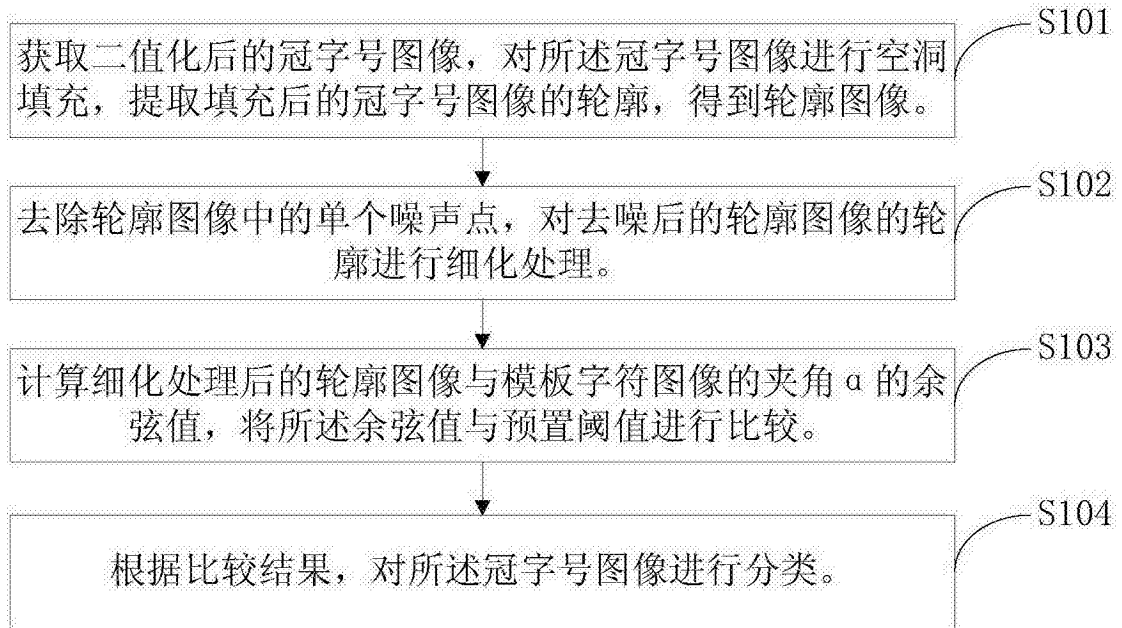 S101
获取二值化后的冠字号图像，对所述冠字号图像进行空洞
填充，提取填充后的冠字号图像的轮廓，得到轮廓图像。
S102
去除轮廓图像中的单个噪声点，对去噪后的轮廓图像的轮
廓进行细化处理。
S103
计算细化处理后的轮廓图像与模板字符图像的夹角α的余
弦值，将所述余弦值与预置阈值进行比较。
S104
根据比较结果，对所述冠字号图像进行分类。